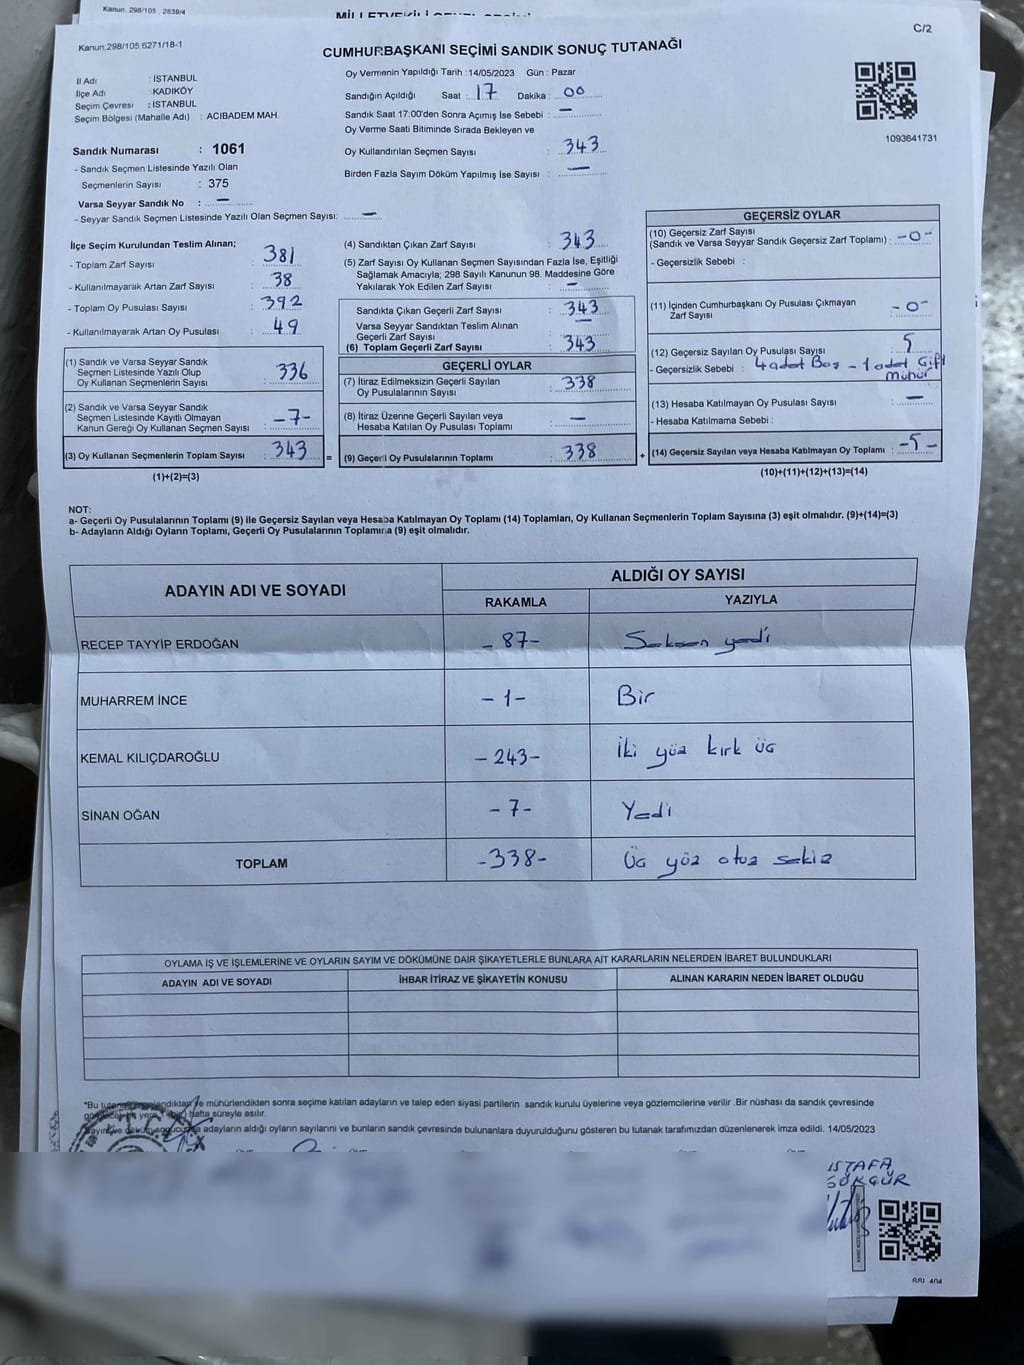 Kanun 298/105 2839/4
MİLLETVEKİLİ GENEL SEÇİMİ
C/2
Kanun 298/105 6271/18-1
CUMHURBAŞKANI SEÇİMİ SANDIK SONUÇ TUTANAĞI
İl Adı : İSTANBUL
İlçe Adı : KADIKÖY
Seçim Çevresi : İSTANBUL
Seçim Bölgesi (Mahalle Adı) : ACIBADEM MAH.
Sandık Numarası : 1061
- Sandık Seçmen Listesinde Yazılı Olan
Seçmenlerin Sayısı : 375
Varsa Seyyar Sandık No : —
- Seyyar Sandık Seçmen Listesinde Yazılı Olan Seçmen Sayısı: —
Oy Vermenin Yapıldığı Tarih : 14/05/2023 Gün : Pazar
Sandığın Açıldığı Saat : 17 Dakika : 00
Sandık Saat 17:00'den Sonra Açımış İse Sebebi : —
Oy Verme Saati Bitiminde Sırada Bekleyen ve
Oy Kullandırılan Seçmen Sayısı : 343
Birden Fazla Sayım Döküm Yapılmış İse Sayısı : —
1093641731
İlçe Seçim Kurulundan Teslim Alınan;
- Toplam Zarf Sayısı : 381
- Kullanılmayarak Artan Zarf Sayısı : 38
- Toplam Oy Pusulası Sayısı : 392
- Kullanılmayarak Artan Oy Pusulası : 49
(1) Sandık ve Varsa Seyyar Sandık
Seçmen Listesinde Yazılı Olup
Oy Kullanan Seçmenlerin Sayısı : 336
(2) Sandık ve Varsa Seyyar Sandık
Seçmen Listesinde Kayıtlı Olmayan
Kanun Gereği Oy Kullanan Seçmen Sayısı : -7-
(3) Oy Kullanan Seçmenlerin Toplam Sayısı : 343 =
(1)+(2)=(3)
(4) Sandıktan Çıkan Zarf Sayısı : 343
(5) Zarf Sayısı Oy Kullanan Seçmen Sayısından Fazla İse, Eşitliği
Sağlamak Amacıyla; 298 Sayılı Kanunun 98. Maddesine Göre
Yakılarak Yok Edilen Zarf Sayısı : —
Sandıkta Çıkan Geçerli Zarf Sayısı : 343
Varsa Seyyar Sandıktan Teslim Alınan
Geçerli Zarf Sayısı : —
(6) Toplam Geçerli Zarf Sayısı : 343
GEÇERLİ OYLAR
(7) İtiraz Edilmeksizin Geçerli Sayılan
Oy Pusulalarının Sayısı : 338
(8) İtiraz Üzerine Geçerli Sayılan veya
Hesaba Katılan Oy Pusulası Toplamı : —
(9) Geçerli Oy Pusulalarının Toplamı : 338 +
GEÇERSİZ OYLAR
(10) Geçersiz Zarf Sayısı
(Sandık ve Varsa Seyyar Sandık Geçersiz Zarf Toplamı) : -0-
- Geçersizlik Sebebi :
(11) İçinden Cumhurbaşkanı Oy Pusulası Çıkmayan
Zarf Sayısı : -0-
(12) Geçersiz Sayılan Oy Pusulası Sayısı : 5
- Geçersizlik Sebebi : 4 adet Boş - 1 adet Çift
Mühür
(13) Hesaba Katılmayan Oy Pusulası Sayısı : —
- Hesaba Katılmama Sebebi :
(14) Geçersiz Sayılan veya Hesaba Katılmayan Oy Toplamı : -5-
(10)+(11)+(12)+(13)=(14)
NOT:
a- Geçerli Oy Pusulalarının Toplamı (9) ile Geçersiz Sayılan veya Hesaba Katılmayan Oy Toplamı (14) Toplamları, Oy Kullanan Seçmenlerin Toplam Sayısına (3) eşit olmalıdır. (9)+(14)=(3)
b- Adayların Aldığı Oyların Toplamı, Geçerli Oy Pusulalarının Toplamına (9) eşit olmalıdır.
ADAYIN ADI VE SOYADI
ALDIĞI OY SAYISI
RAKAMLA YAZIYLA
RECEP TAYYİP ERDOĞAN -87- Seksen yedi
MUHARREM İNCE -1- Bir
KEMAL KILIÇDAROĞLU -243- İki yüz kırk üç
SİNAN OĞAN -7- Yedi
TOPLAM -338- Üç yüz otuz sekiz
OYLAMA İŞ VE İŞLEMLERİNE VE OYLARIN SAYIM VE DÖKÜMÜNE DAİR ŞİKAYETLERLE BUNLARA AİT KARARLARIN NELERDEN İBARET BULUNDUKLARI
ADAYIN ADI VE SOYADI İHBAR İTİRAZ VE ŞİKAYETİN KONUSU ALINAN KARARIN NEDEN İBARET OLDUĞU
*Bu ve mühürlendikten sonra seçime katılan adayların ve talep eden siyasi partilerin sandık kurulu üyelerine veya gözlemcilerine verilir .Bir nüshası da sandık çevresinde
hafta süreyle asılır.
adayların aldığı oyların sayılarını ve bunların sandık çevresinde bulunanlara duyurulduğunu gösteren bu tutanak tarafımızdan düzenlenerek imza edildi. 14/05/2023
GÖKGÜR